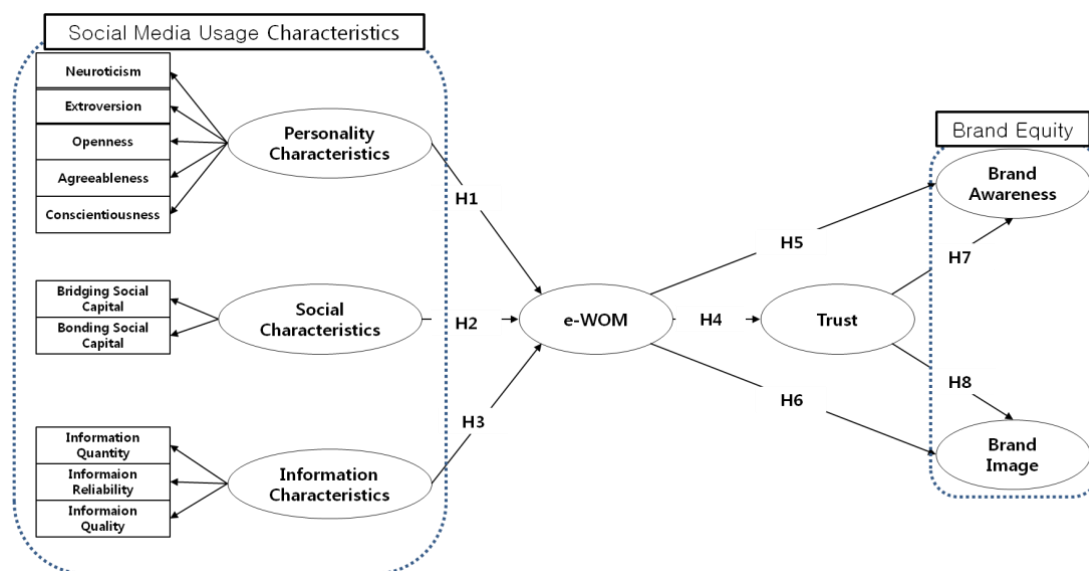 Social Media Usage Characteristics
Neuroticism
Extroversion
Openness
Agreeableness
Conscientiousness
Personality
Characteristics
H1
Bridging Social
Capital
Bonding Social
Capital
Social
Characteristics
H2
Information
Quantity
Informaion
Reliability
Informaion
Quality
Information
Characteristics
H3
e-WOM
H4
Trust
H5
H6
H7
H8
Brand Equity
Brand
Awareness
Brand
Image